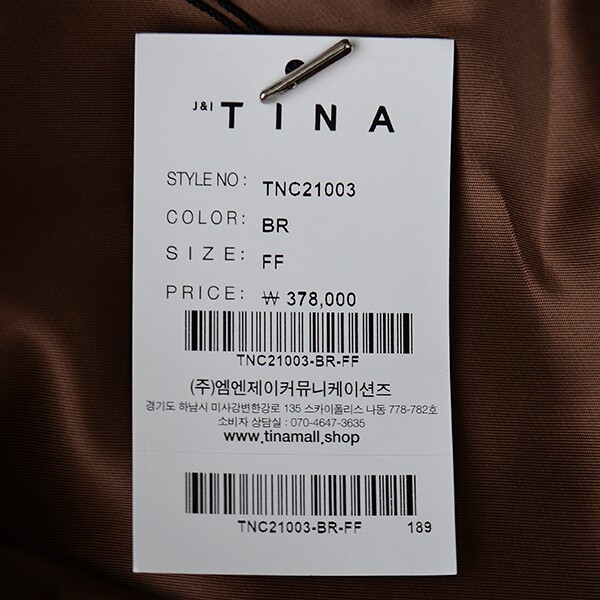 J&I TINA
STYLE NO: TNC21003
COLOR: BR
SIZE: FF
PRICE: ₩ 378,000
TNC21003-BR-FF
(주)엠엔제이커뮤니케이션즈
경기도 하남시 미사강변한강로 135 스카이폴리스 나동 778-782호
소비자 상담실 : 070-4647-3635
www.tinamall.shop
TNC21003-BR-FF 189